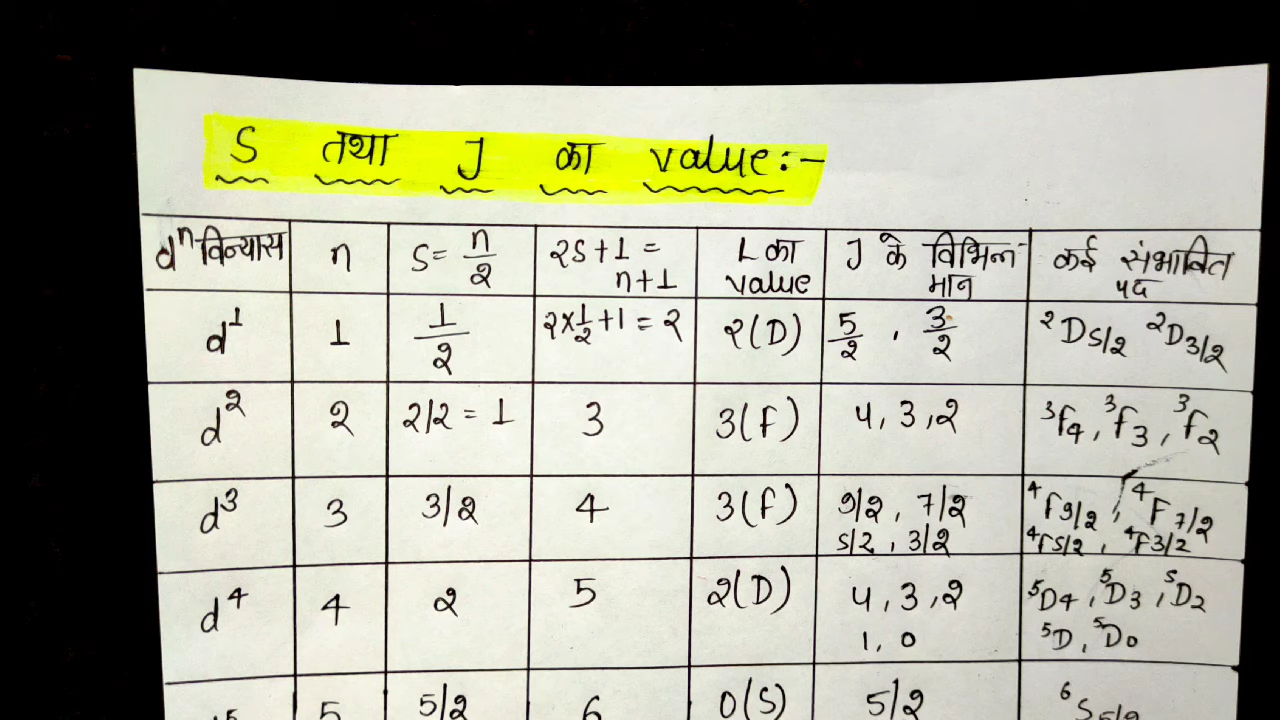 S तथा J का value:-
dⁿ विन्यास n S= n/2 2S+1 = n+1 L का value J के विभिन्न मान कई संभावित पद
d¹ 1 1/2 2×1/2+1 = 2 2(D) 5/2 , 3/2 ²D5/2 ²D3/2
d² 2 2/2 = 1 3 3(F) 4, 3, 2 ³f4, ³f3, ³f2
d³ 3 3/2 4 3(F) 9/2, 7/2 ⁴F9/2, ⁴F7/2
5/2, 3/2 ⁴F5/2, ⁴F3/2
d⁴ 4 2 5 2(D) 4, 3, 2 ⁵D4, ⁵D3, ⁵D2
1, 0 ⁵D, ⁵D0
5 5/2 6 0(S) 5/2 ⁶S5/2